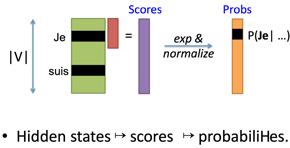 Scores
Probs
|V|
Je
suis
=
exp &
normalize
P(Je| ...)
• Hidden states ↦ scores ↦ probabiliHes.